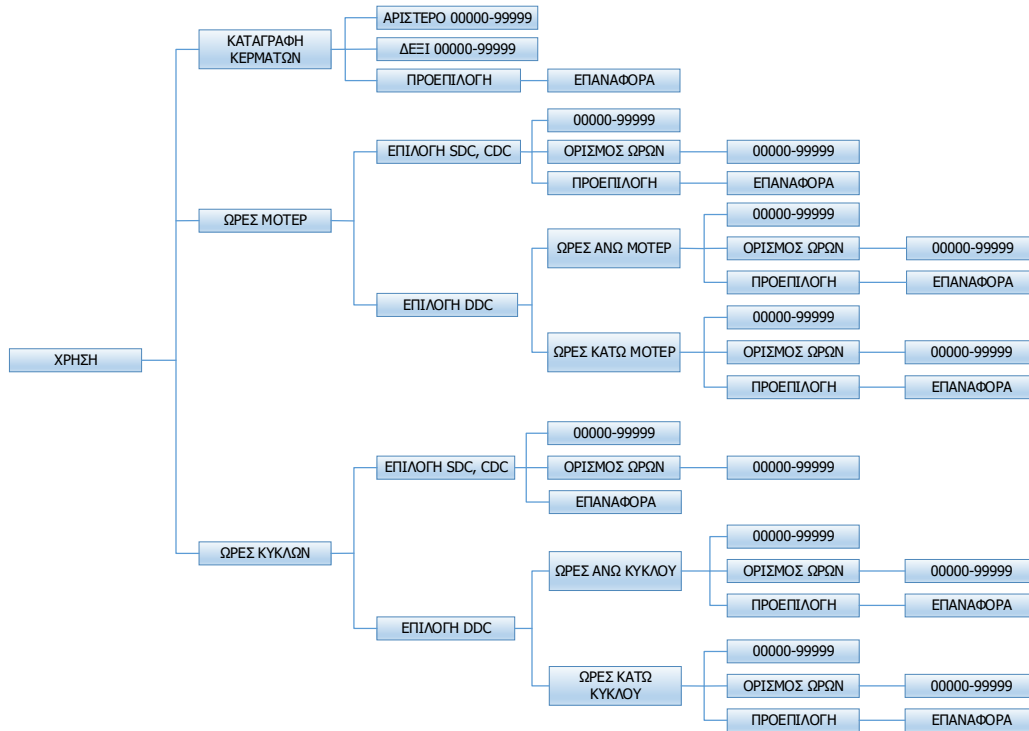 ΧΡΗΣΗ
ΚΑΤΑΓΡΑΦΗ
ΚΕΡΜΑΤΩΝ
ΑΡΙΣΤΕΡΟ 00000-99999
ΔΕΞΙ 00000-99999
ΠΡΟΕΠΙΛΟΓΗ
ΕΠΑΝΑΦΟΡΑ
ΩΡΕΣ ΜΟΤΕΡ
ΕΠΙΛΟΓΗ SDC, CDC
00000-99999
ΟΡΙΣΜΟΣ ΩΡΩΝ
00000-99999
ΠΡΟΕΠΙΛΟΓΗ
ΕΠΑΝΑΦΟΡΑ
ΕΠΙΛΟΓΗ DDC
ΩΡΕΣ ΑΝΩ ΜΟΤΕΡ
00000-99999
ΟΡΙΣΜΟΣ ΩΡΩΝ
00000-99999
ΠΡΟΕΠΙΛΟΓΗ
ΕΠΑΝΑΦΟΡΑ
ΩΡΕΣ ΚΑΤΩ ΜΟΤΕΡ
00000-99999
ΟΡΙΣΜΟΣ ΩΡΩΝ
00000-99999
ΠΡΟΕΠΙΛΟΓΗ
ΕΠΑΝΑΦΟΡΑ
ΩΡΕΣ ΚΥΚΛΩΝ
ΕΠΙΛΟΓΗ SDC, CDC
00000-99999
ΟΡΙΣΜΟΣ ΩΡΩΝ
00000-99999
ΕΠΑΝΑΦΟΡΑ
ΕΠΙΛΟΓΗ DDC
ΩΡΕΣ ΑΝΩ ΚΥΚΛΟΥ
00000-99999
ΟΡΙΣΜΟΣ ΩΡΩΝ
00000-99999
ΠΡΟΕΠΙΛΟΓΗ
ΕΠΑΝΑΦΟΡΑ
ΩΡΕΣ ΚΑΤΩ
ΚΥΚΛΟΥ
00000-99999
ΟΡΙΣΜΟΣ ΩΡΩΝ
00000-99999
ΠΡΟΕΠΙΛΟΓΗ
ΕΠΑΝΑΦΟΡΑ